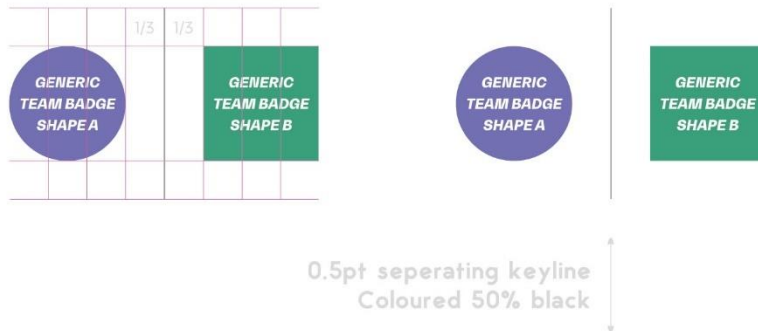 1/3 1/3
GENERIC
TEAM BADGE
SHAPE A
GENERIC
TEAM BADGE
SHAPE B
GENERIC
TEAM BADGE
SHAPE A
GENERIC
TEAM BADGE
SHAPE B
0.5pt seperating keyline
Coloured 50% black